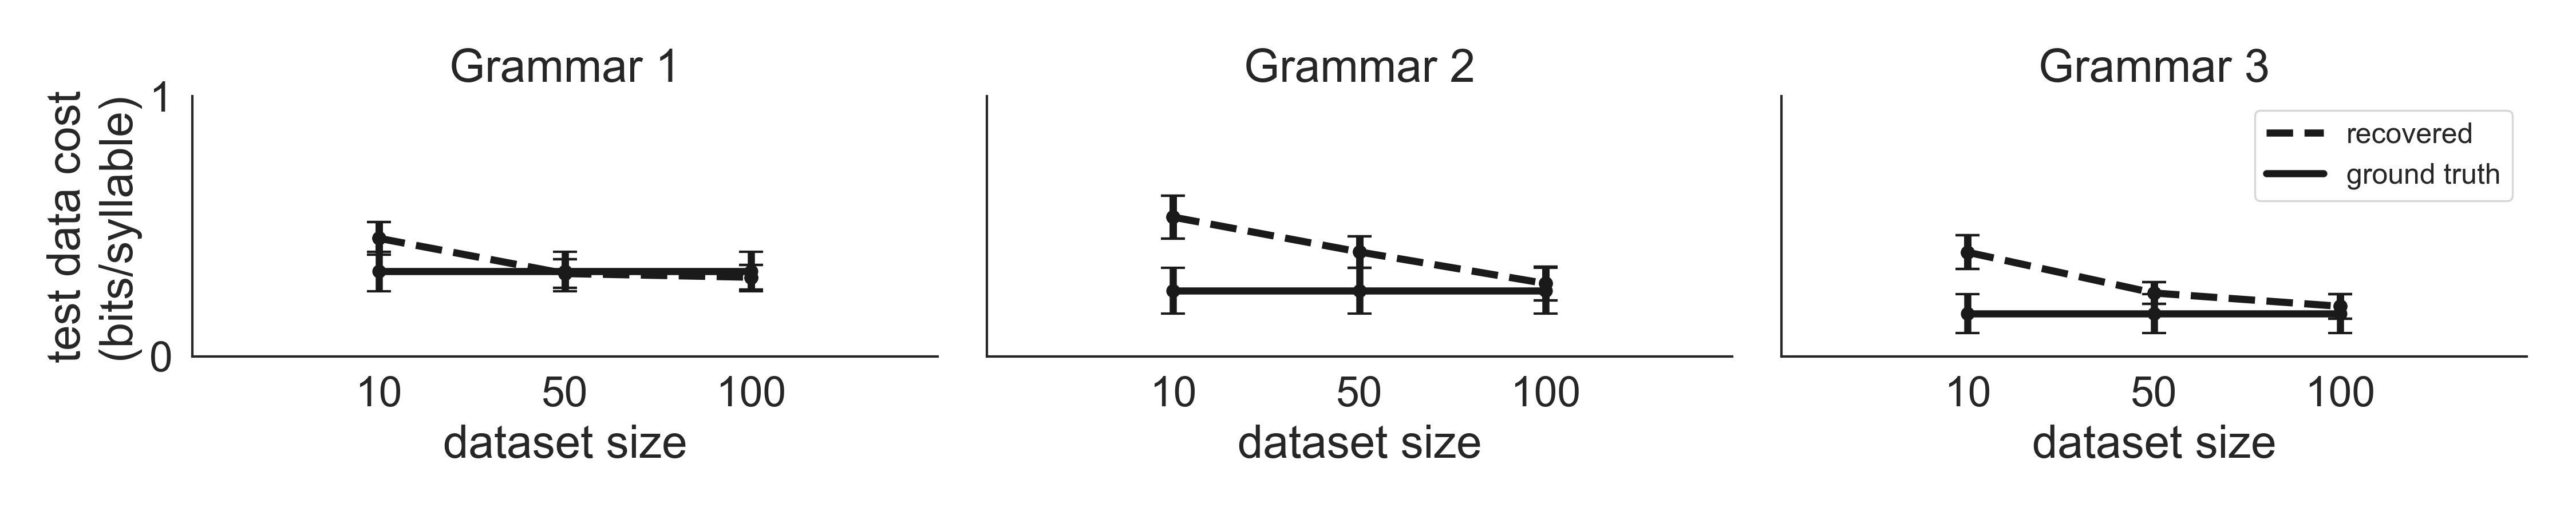 Grammar 1
Grammar 2
Grammar 3
test data cost
(bits/syllable)
1
0
recovered
ground truth
10 50 100
10 50 100
10 50 100
dataset size
dataset size
dataset size